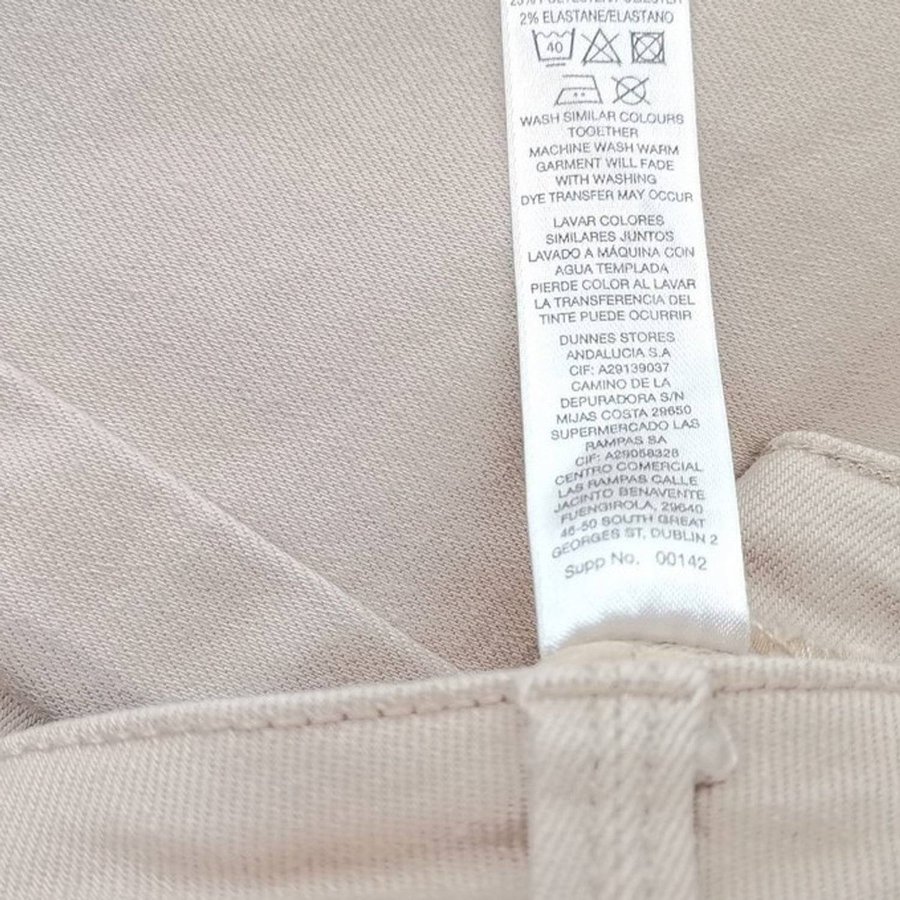 2% ELASTANE/ELASTANO
40
WASH SIMILAR COLOURS
TOGETHER
MACHINE WASH WARM
GARMENT WILL FADE
WITH WASHING
DYE TRANSFER MAY OCCUR
LAVAR COLORES
SIMILARES JUNTOS
LAVADO A MÁQUINA CON
AGUA TEMPLADA
PIERDE COLOR AL LAVAR
LA TRANSFERENCIA DEL
TINTE PUEDE OCURRIR
DUNNES STORES
ANDALUCIA S.A
CIF: A29139037
CAMINO DE LA
DEPURADORA S/N
MIJAS COSTA 29650
SUPERMERCADO LAS
RAMPAS SA
CIF: A29058328
CENTRO COMERCIAL
LAS RAMPAS CALLE
JACINTO BENAVENTE
FUENGIROLA, 29640
46-50 SOUTH GREAT
GEORGES ST, DUBLIN 2
Supp No. 00142